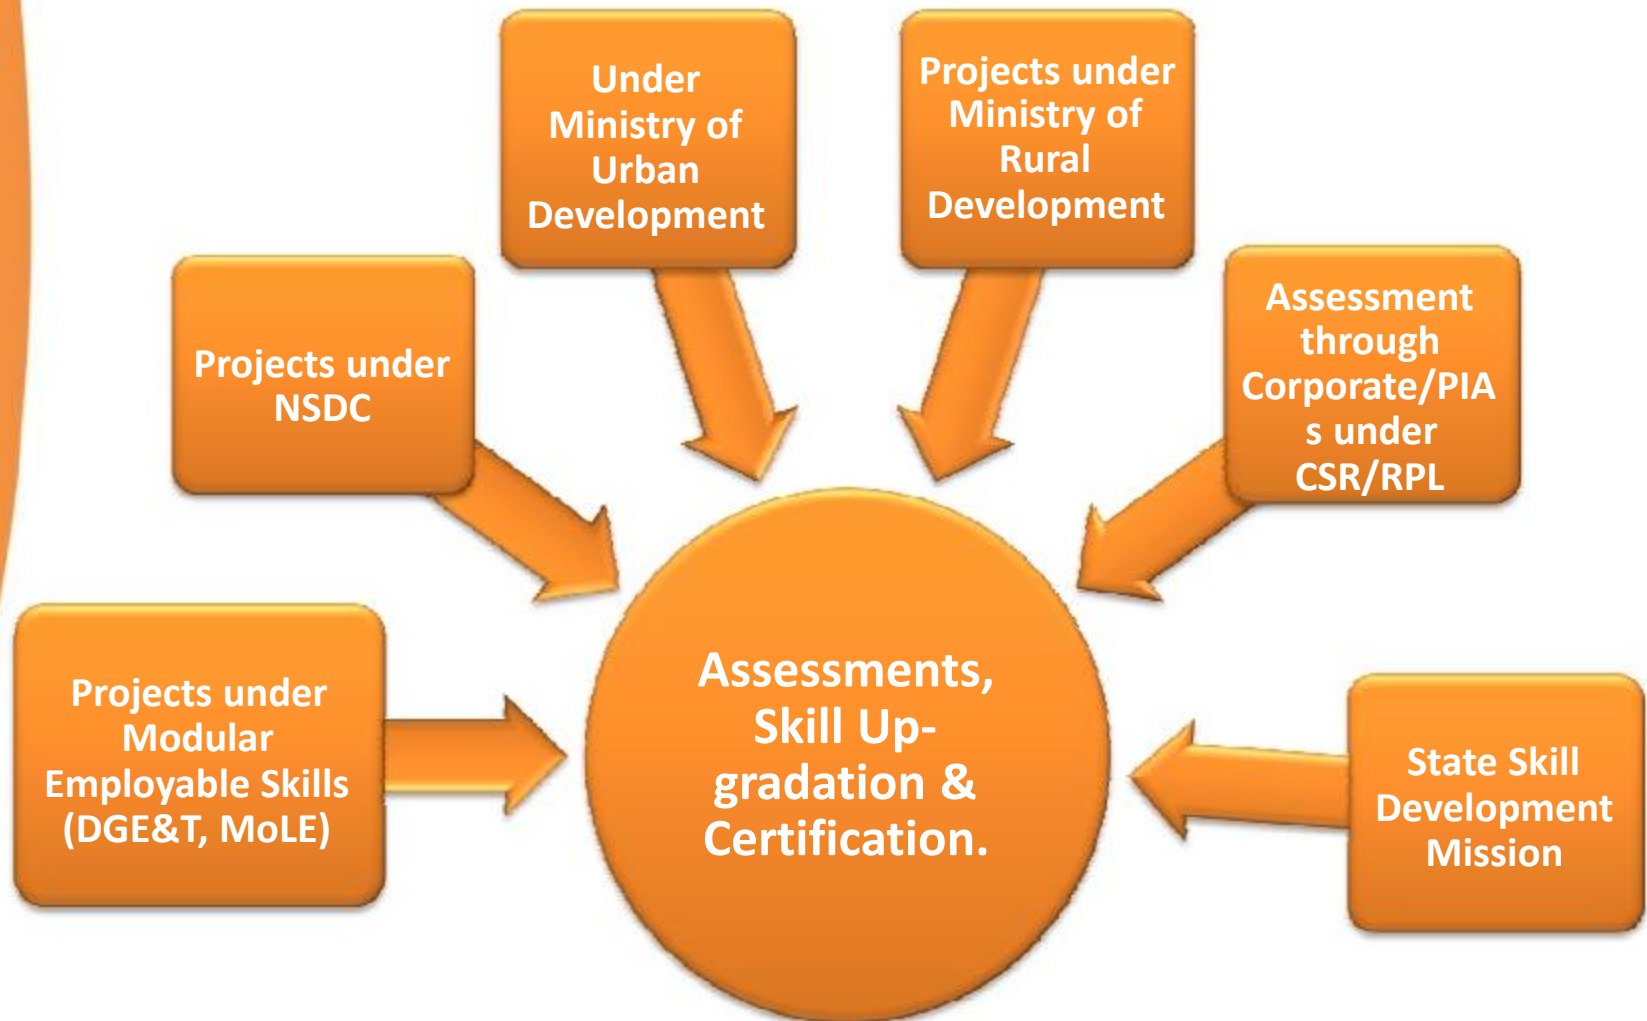 Under
Ministry of
Urban
Development
Projects under
Ministry of
Rural
Development
Projects under
NSDC
Assessment
through
Corporate/PIA
s under
CSR/RPL
Projects under
Modular
Employable Skills
(DGE&T, MoLE)
Assessments,
Skill Up-
gradation &
Certification.
State Skill
Development
Mission